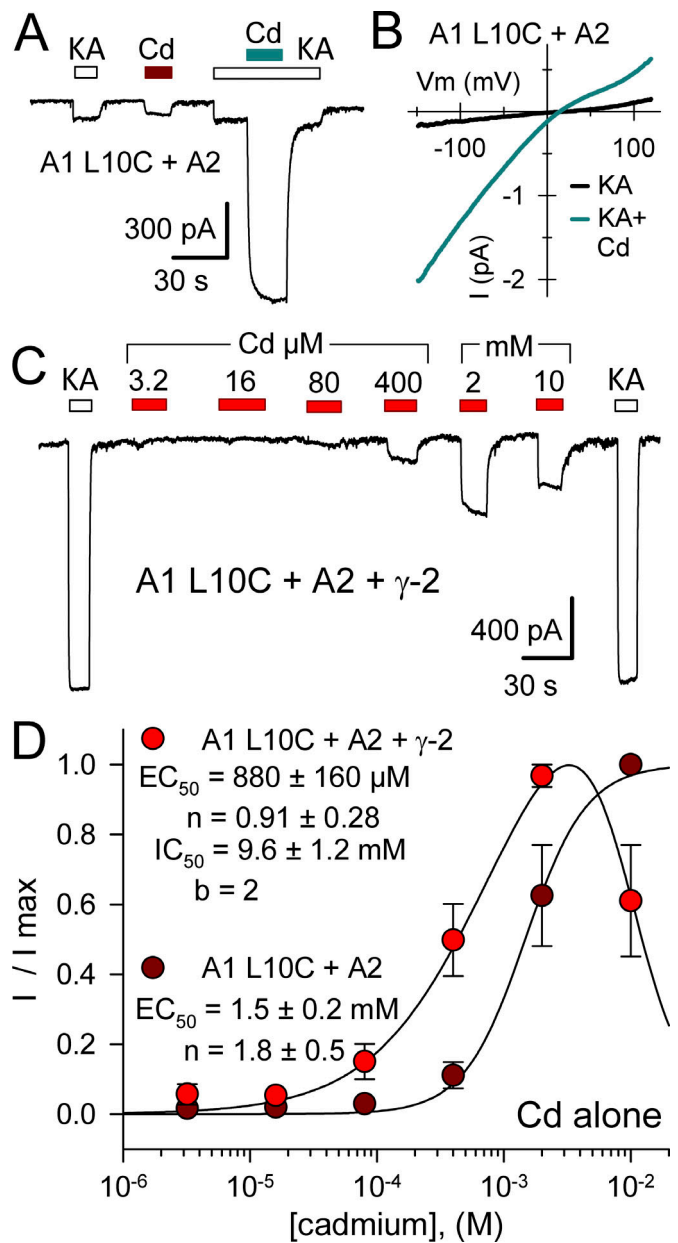 A
KA Cd Cd KA
A1 L10C + A2
300 pA
30 s
B
A1 L10C + A2
Vm (mV)
-100 100
-1
-2
I (pA)
KA
KA+
Cd
C
Cd μM mM
KA 3.2 16 80 400 2 10 KA
A1 L10C + A2 + γ-2
400 pA
30 s
D
A1 L10C + A2 + γ-2
EC50 = 880 ± 160 μM
n = 0.91 ± 0.28
IC50 = 9.6 ± 1.2 mM
b = 2
A1 L10C + A2
EC50 = 1.5 ± 0.2 mM
n = 1.8 ± 0.5
Cd alone
1.0
0.8
0.6
0.4
0.2
0.0
I / I max
10-6 10-5 10-4 10-3 10-2
[cadmium], (M)